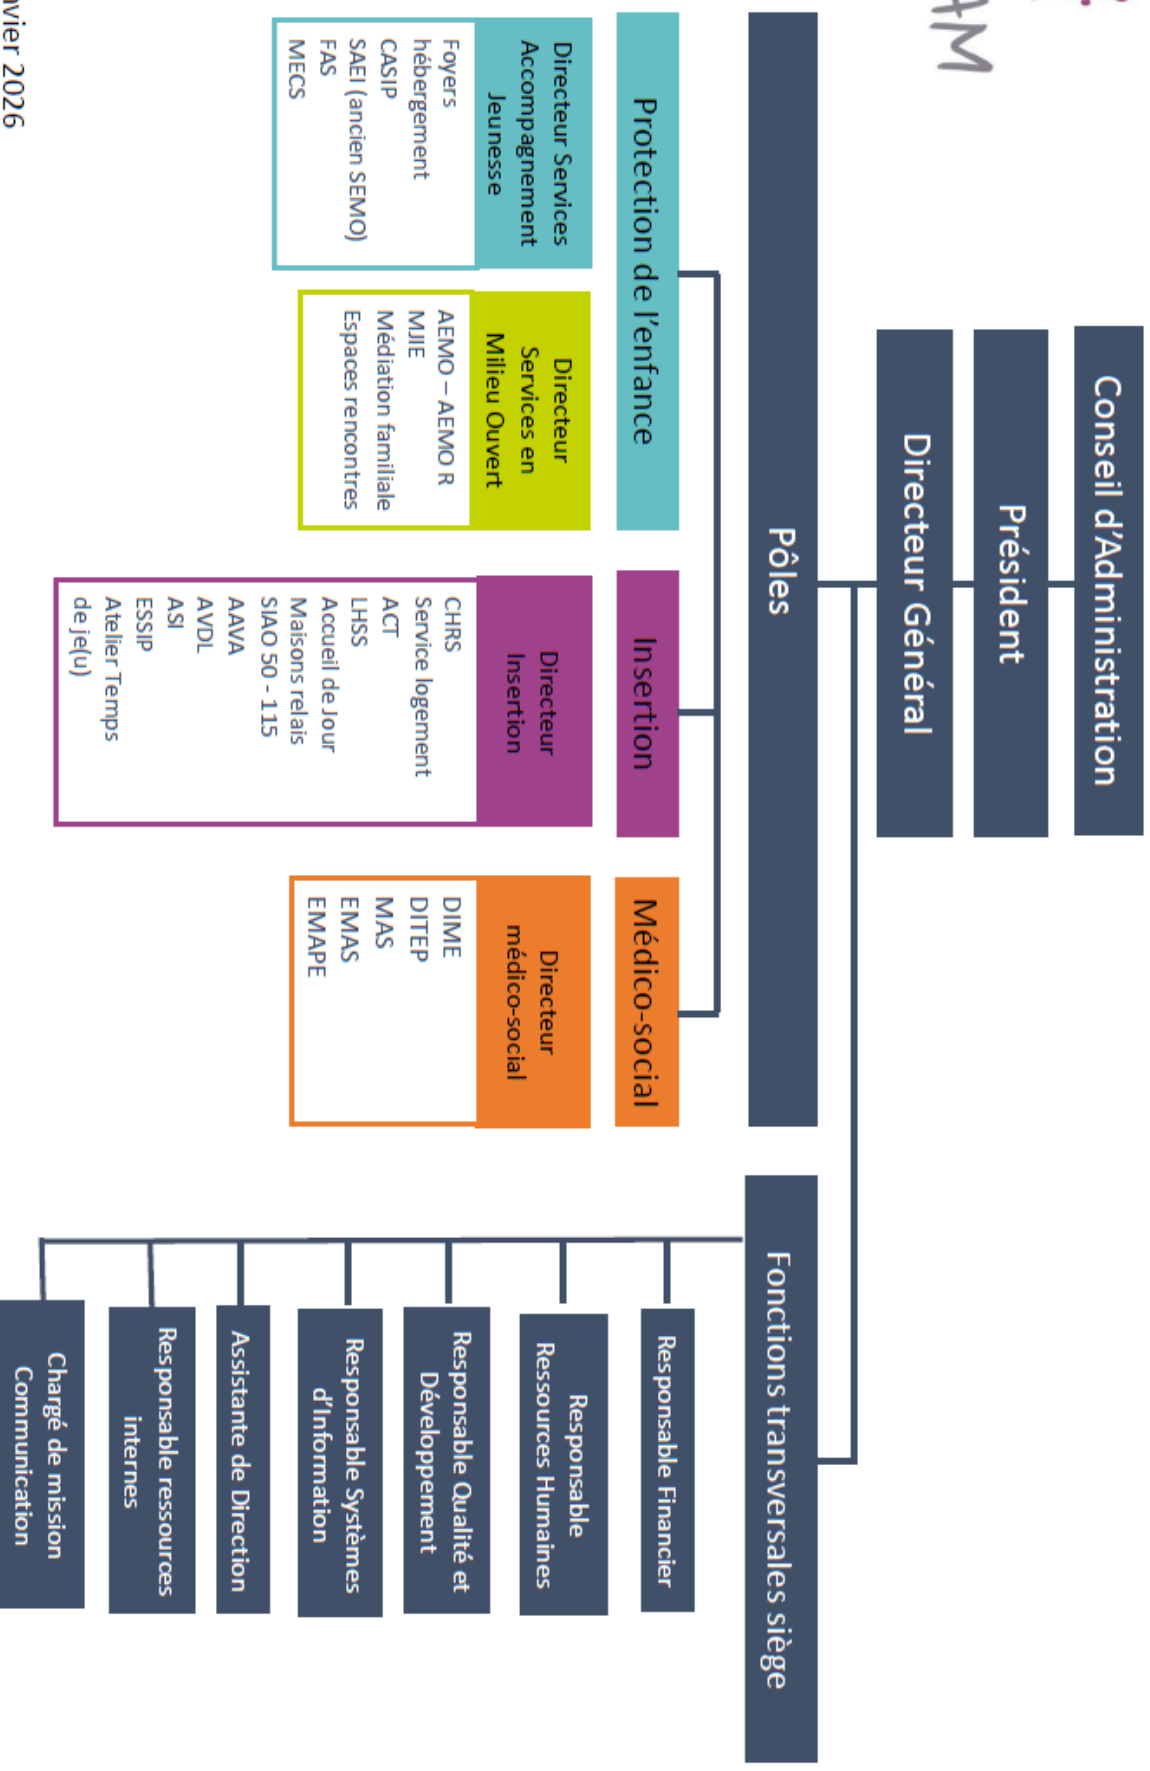 Conseil d'Administration
Président
Directeur Général
Pôles
Fonctions transversales siège
Protection de l'enfance
Insertion
Médico-social
Directeur Services
Accompagnement
Jeunesse
Foyers
hébergement
CASIP
SAEI (ancien SEMO)
FAS
MECS
Directeur
Services en
Milieu Ouvert
AEMO – AEMO R
MJIE
Médiation familiale
Espaces rencontres
Directeur
Insertion
CHRS
Service logement
ACT
LHSS
Accueil de Jour
Maisons relais
SIAO 50 - 115
AAVA
AVDL
ASI
ESSIP
Atelier Temps
de je(u)
Directeur
médico-social
DIME
DITEP
MAS
EMAS
EMAPE
Responsable Financier
Responsable
Ressources Humaines
Responsable Qualité et
Développement
Responsable Systèmes
d'Information
Assistante de Direction
Responsable ressources
internes
Chargé de mission
Communication
2026